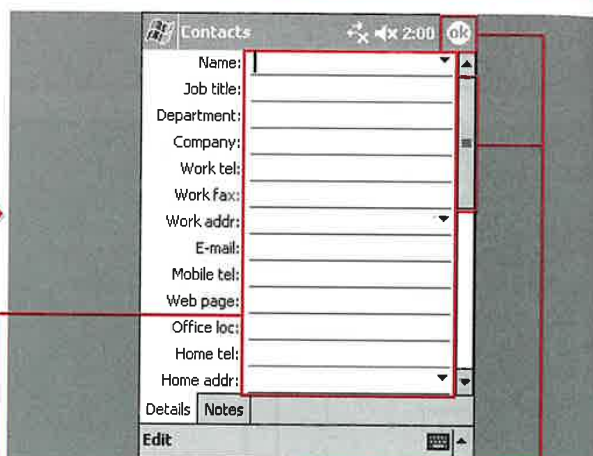 Contacts 2:00 ok
Name:
Job title:
Department:
Company:
Work tel:
Work fax:
Work addr:
E-mail:
Mobile tel:
Web page:
Office loc:
Home tel:
Home addr:
Details Notes
Edit